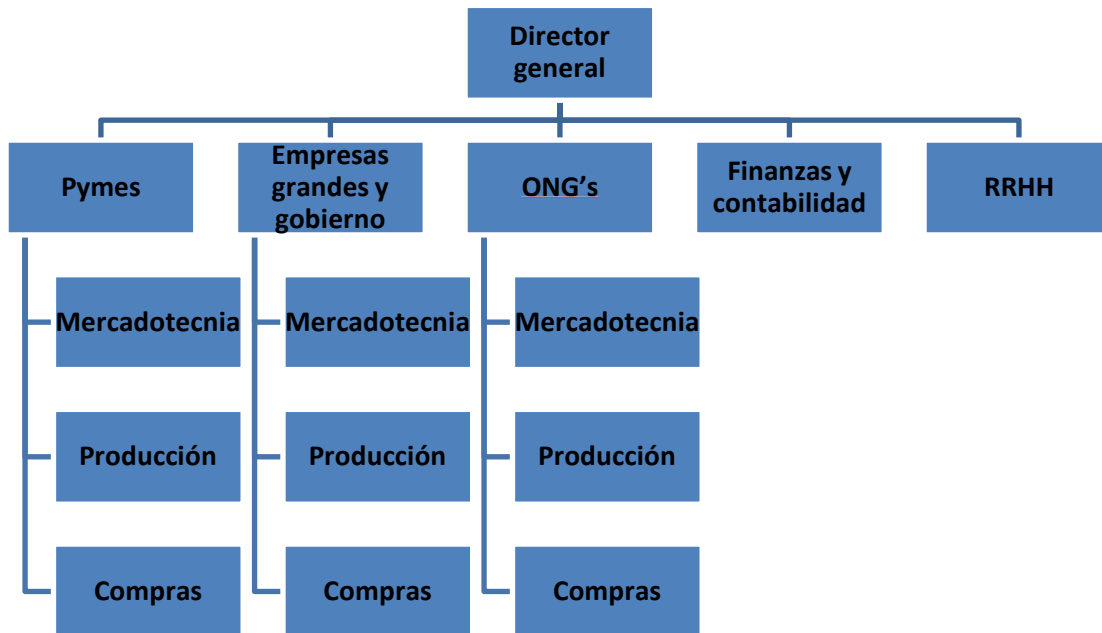 Director
general
Pymes
Empresas
grandes y
gobierno
ONG’s
Finanzas y
contabilidad
RRHH
Mercadotecnia
Mercadotecnia
Mercadotecnia
Producción
Producción
Producción
Compras
Compras
Compras